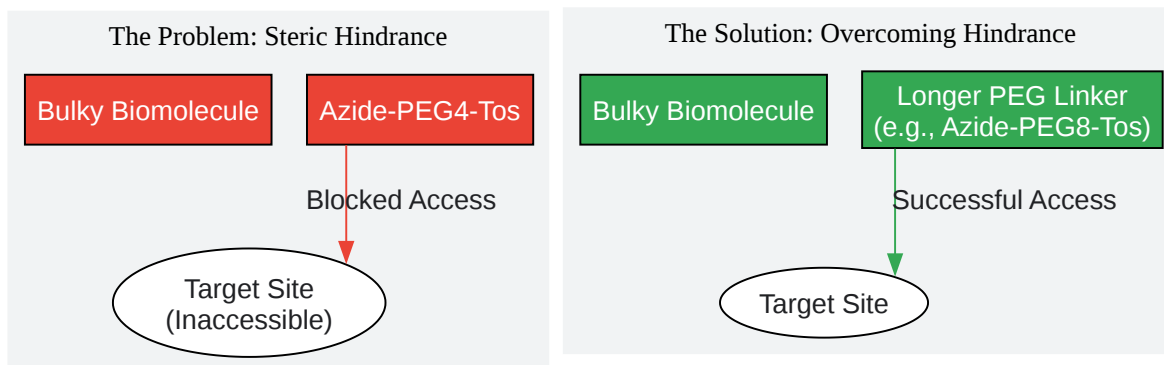 The Problem: Steric Hindrance
Bulky Biomolecule
Azide-PEG4-Tos
Blocked Access
Target Site
(Inaccessible)
The Solution: Overcoming Hindrance
Bulky Biomolecule
Longer PEG Linker
(e.g., Azide-PEG8-Tos)
Successful Access
Target Site